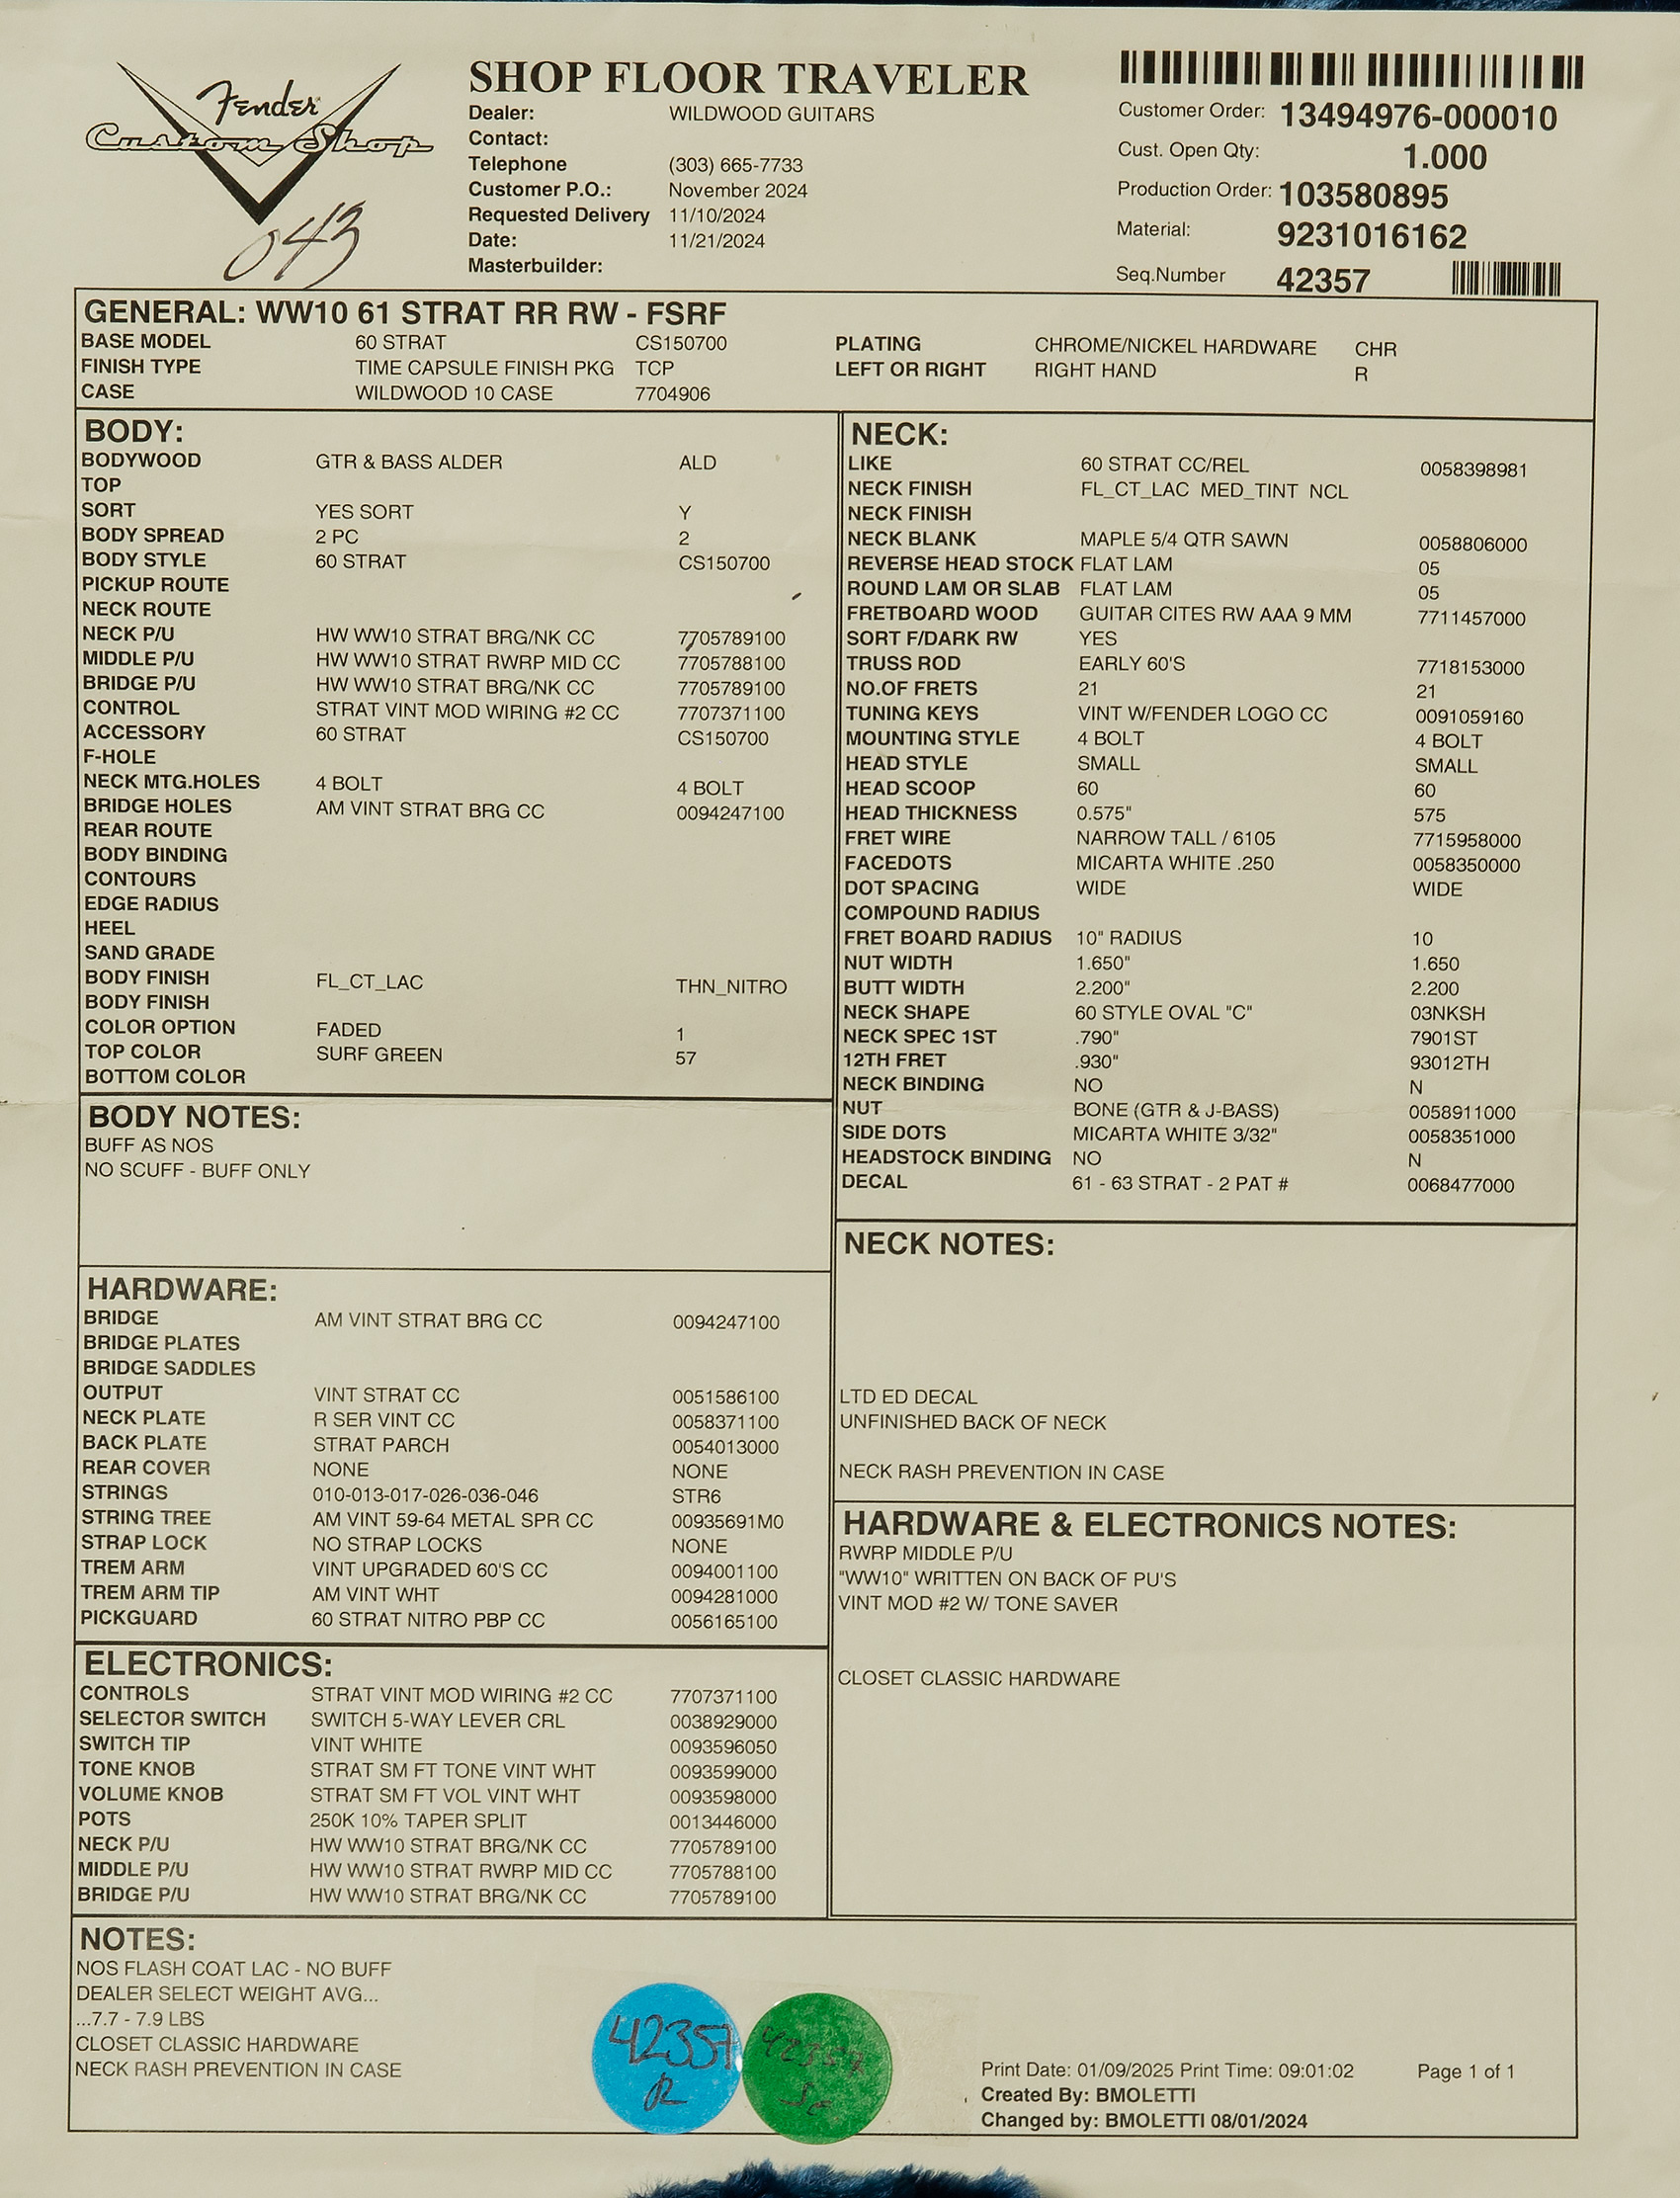 Fender
Custom Shop
043
SHOP FLOOR TRAVELER
Dealer: WILDWOOD GUITARS
Contact:
Telephone (303) 665-7733
Customer P.O.: November 2024
Requested Delivery 11/10/2024
Date: 11/21/2024
Masterbuilder:
Customer Order: 13494976-000010
Cust. Open Qty: 1.000
Production Order: 103580895
Material: 9231016162
Seq.Number 42357
GENERAL: WW10 61 STRAT RR RW - FSRF
BASE MODEL 60 STRAT CS150700
FINISH TYPE TIME CAPSULE FINISH PKG TCP
CASE WILDWOOD 10 CASE 7704906
PLATING CHROME/NICKEL HARDWARE CHR
LEFT OR RIGHT RIGHT HAND R
BODY:
BODYWOOD GTR & BASS ALDER ALD
TOP
SORT YES SORT Y
BODY SPREAD 2 PC 2
BODY STYLE 60 STRAT CS150700
PICKUP ROUTE
NECK ROUTE
NECK P/U HW WW10 STRAT BRG/NK CC 7705789100
MIDDLE P/U HW WW10 STRAT RWRP MID CC 7705788100
BRIDGE P/U HW WW10 STRAT BRG/NK CC 7705789100
CONTROL STRAT VINT MOD WIRING #2 CC 7707371100
ACCESSORY 60 STRAT CS150700
F-HOLE
NECK MTG.HOLES 4 BOLT 4 BOLT
BRIDGE HOLES AM VINT STRAT BRG CC 0094247100
REAR ROUTE
BODY BINDING
CONTOURS
EDGE RADIUS
HEEL
SAND GRADE
BODY FINISH FL_CT_LAC THN_NITRO
BODY FINISH
COLOR OPTION FADED 1
TOP COLOR SURF GREEN 57
BOTTOM COLOR
BODY NOTES:
BUFF AS NOS
NO SCUFF - BUFF ONLY
HARDWARE:
BRIDGE AM VINT STRAT BRG CC 0094247100
BRIDGE PLATES
BRIDGE SADDLES
OUTPUT VINT STRAT CC 0051586100
NECK PLATE R SER VINT CC 0058371100
BACK PLATE STRAT PARCH 0054013000
REAR COVER NONE NONE
STRINGS 010-013-017-026-036-046 STR6
STRING TREE AM VINT 59-64 METAL SPR CC 00935691M0
STRAP LOCK NO STRAP LOCKS NONE
TREM ARM VINT UPGRADED 60'S CC 0094001100
TREM ARM TIP AM VINT WHT 0094281000
PICKGUARD 60 STRAT NITRO PBP CC 0056165100
ELECTRONICS:
CONTROLS STRAT VINT MOD WIRING #2 CC 7707371100
SELECTOR SWITCH SWITCH 5-WAY LEVER CRL 0038929000
SWITCH TIP VINT WHITE 0093596050
TONE KNOB STRAT SM FT TONE VINT WHT 0093599000
VOLUME KNOB STRAT SM FT VOL VINT WHT 0093598000
POTS 250K 10% TAPER SPLIT 0013446000
NECK P/U HW WW10 STRAT BRG/NK CC 7705789100
MIDDLE P/U HW WW10 STRAT RWRP MID CC 7705788100
BRIDGE P/U HW WW10 STRAT BRG/NK CC 7705789100
NECK:
LIKE 60 STRAT CC/REL 0058398981
NECK FINISH FL_CT_LAC MED_TINT NCL
NECK FINISH
NECK BLANK MAPLE 5/4 QTR SAWN 0058806000
REVERSE HEAD STOCK FLAT LAM 05
ROUND LAM OR SLAB FLAT LAM 05
FRETBOARD WOOD GUITAR CITES RW AAA 9 MM 7711457000
SORT F/DARK RW YES
TRUSS ROD EARLY 60'S 7718153000
NO.OF FRETS 21 21
TUNING KEYS VINT W/FENDER LOGO CC 0091059160
MOUNTING STYLE 4 BOLT 4 BOLT
HEAD STYLE SMALL SMALL
HEAD SCOOP 60 60
HEAD THICKNESS 0.575" 575
FRET WIRE NARROW TALL / 6105 7715958000
FACEDOTS MICARTA WHITE .250 0058350000
DOT SPACING WIDE WIDE
COMPOUND RADIUS
FRET BOARD RADIUS 10" RADIUS 10
NUT WIDTH 1.650" 1.650
BUTT WIDTH 2.200" 2.200
NECK SHAPE 60 STYLE OVAL "C" 03NKSH
NECK SPEC 1ST .790" 7901ST
12TH FRET .930" 93012TH
NECK BINDING NO N
NUT BONE (GTR & J-BASS) 0058911000
SIDE DOTS MICARTA WHITE 3/32" 0058351000
HEADSTOCK BINDING NO N
DECAL 61 - 63 STRAT - 2 PAT # 0068477000
NECK NOTES:
LTD ED DECAL
UNFINISHED BACK OF NECK
NECK RASH PREVENTION IN CASE
HARDWARE & ELECTRONICS NOTES:
RWRP MIDDLE P/U
"WW10" WRITTEN ON BACK OF PU'S
VINT MOD #2 W/ TONE SAVER
CLOSET CLASSIC HARDWARE
NOTES:
NOS FLASH COAT LAC - NO BUFF
DEALER SELECT WEIGHT AVG...
...7.7 - 7.9 LBS
CLOSET CLASSIC HARDWARE
NECK RASH PREVENTION IN CASE
42357
R
42357
Print Date: 01/09/2025 Print Time: 09:01:02 Page 1 of 1
Created By: BMOLETTI
Changed by: BMOLETTI 08/01/2024